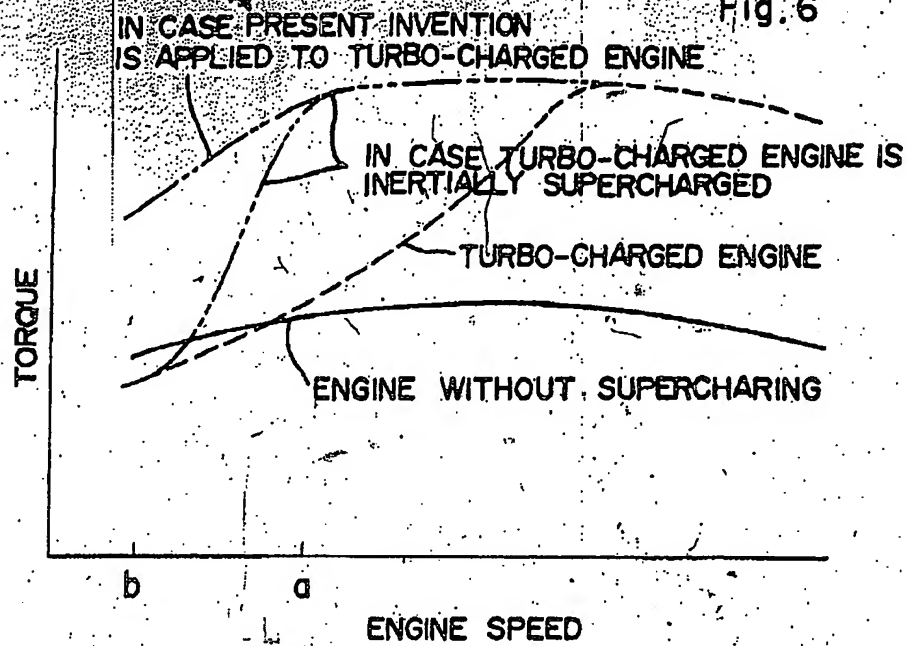 Fig. 6
IN CASE PRESENT INVENTION
IS APPLIED TO TURBO-CHARGED ENGINE
IN CASE TURBO-CHARGED ENGINE IS
INERTIALLY SUPERCHARGED
TURBO-CHARGED ENGINE
ENGINE WITHOUT SUPERCHARING
TORQUE
b
a
ENGINE SPEED